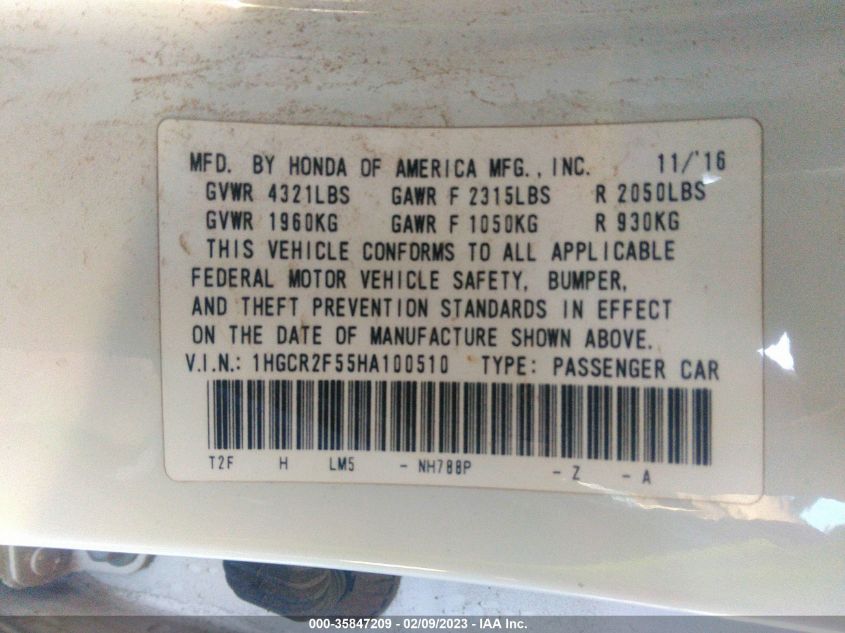 MFD. BY HONDA OF AMERICA MFG., INC. 11/'16
GVWR 4321LBS GAWR F 2315LBS R 2050LBS
GVWR 1960KG GAWR F 1050KG R 930KG
THIS VEHICLE CONFORMS TO ALL APPLICABLE
FEDERAL MOTOR VEHICLE SAFETY, BUMPER,
AND THEFT PREVENTION STANDARDS IN EFFECT
ON THE DATE OF MANUFACTURE SHOWN ABOVE.
V.I.N.: 1HGCR2F55HA100510 TYPE: PASSENGER CAR
T2F H LM5 - NH788P - Z - A
000-35847209 - 02/09/2023 - IAA Inc.